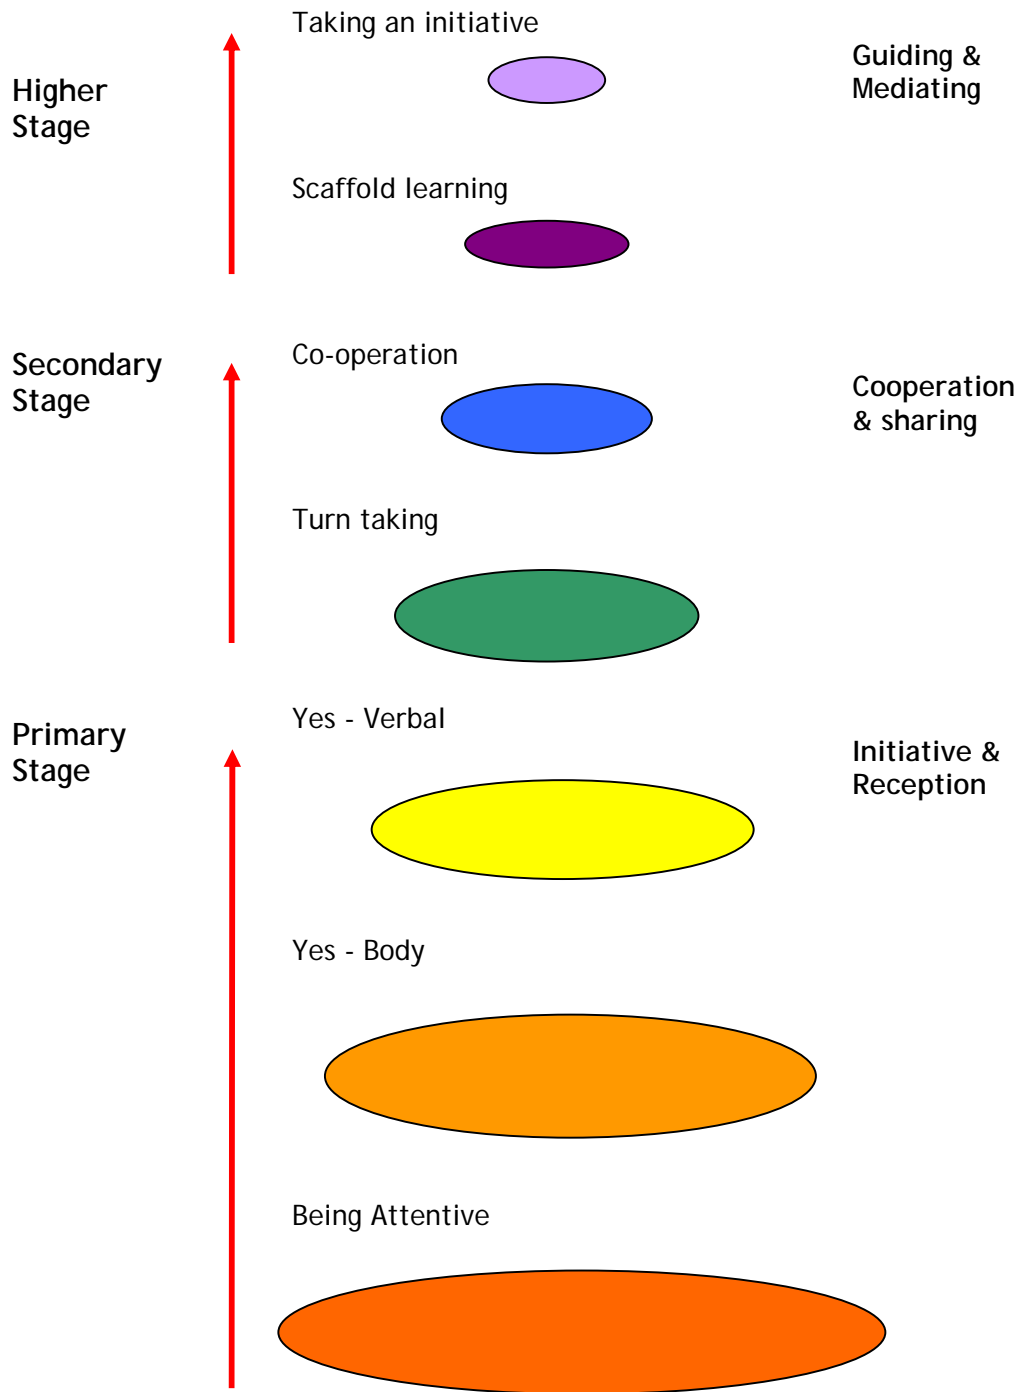 Taking an initiative
Higher
Stage
Guiding &
Mediating
Scaffold learning
Secondary
Stage
Co-operation
Cooperation
& sharing
Turn taking
Primary
Stage
Yes - Verbal
Initiative &
Reception
Yes - Body
Being Attentive